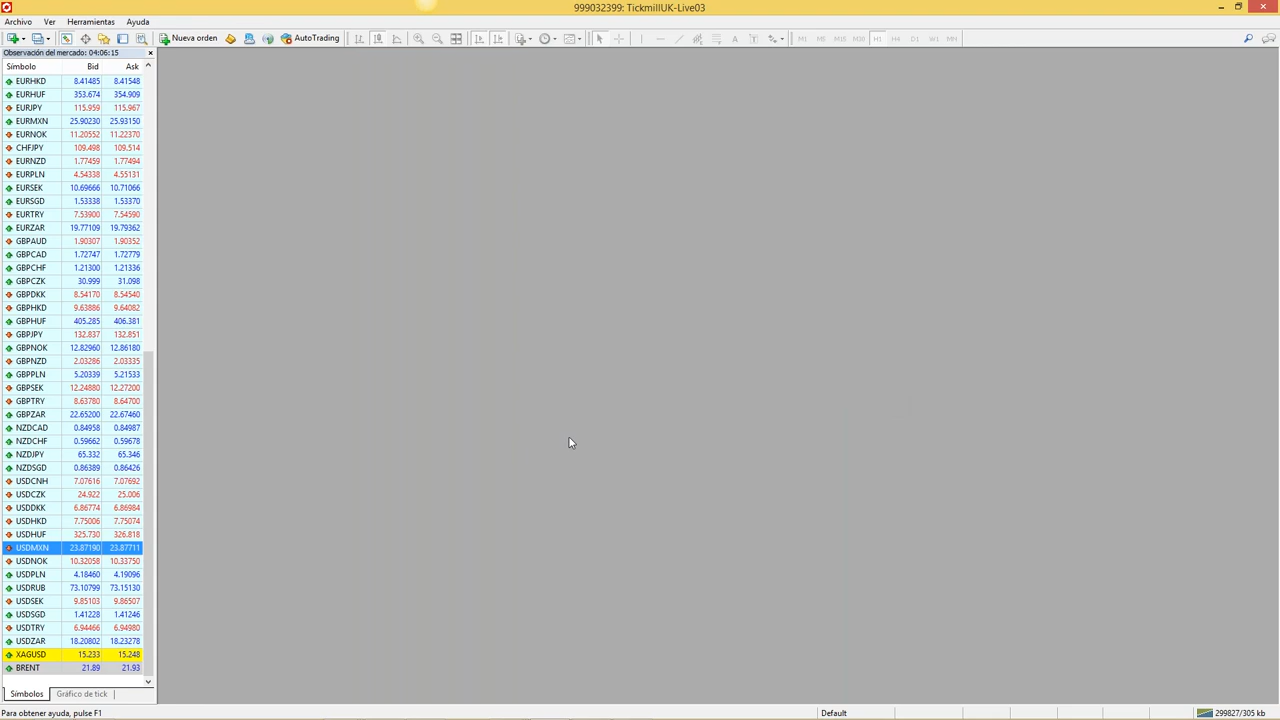 999032399: TickmillUK-Live03
Archivo Ver Herramientas Ayuda
Nueva orden AutoTrading M1 M5 M15 M30 H1 H4 D1 W1 MN
Observación del mercado: 04:06:15
Símbolo Bid Ask
EURHKD 8.41485 8.41548
EURHUF 353.674 354.909
EURJPY 115.959 115.967
EURMXN 25.90230 25.93150
EURNOK 11.20552 11.22370
CHFJPY 109.498 109.514
EURNZD 1.77459 1.77494
EURPLN 4.54338 4.55131
EURSEK 10.69666 10.71066
EURSGD 1.53338 1.53370
EURTRY 7.53900 7.54590
EURZAR 19.77109 19.79362
GBPAUD 1.90307 1.90352
GBPCAD 1.72747 1.72779
GBPCHF 1.21300 1.21336
GBPCZK 30.999 31.098
GBPDKK 8.54170 8.54540
GBPHKD 9.63886 9.64082
GBPHUF 405.285 406.381
GBPJPY 132.837 132.851
GBPNOK 12.82960 12.86180
GBPNZD 2.03286 2.03335
GBPPLN 5.20339 5.21533
GBPSEK 12.24880 12.27200
GBPTRY 8.63780 8.64700
GBPZAR 22.65200 22.67460
NZDCAD 0.84958 0.84987
NZDCHF 0.59662 0.59678
NZDJPY 65.332 65.346
NZDSGD 0.86389 0.86426
USDCNH 7.07616 7.07692
USDCZK 24.922 25.006
USDDKK 6.86774 6.86984
USDHKD 7.75006 7.75074
USDHUF 325.730 326.818
USDMXN 23.87190 23.87711
USDNOK 10.32058 10.33750
USDPLN 4.18460 4.19096
USDRUB 73.10799 73.15130
USDSEK 9.85103 9.86507
USDSGD 1.41228 1.41246
USDTRY 6.94466 6.94980
USDZAR 18.20802 18.23278
XAGUSD 15.233 15.248
BRENT 21.89 21.93
Símbolos Gráfico de tick
Para obtener ayuda, pulse F1 Default 299827/305 kb